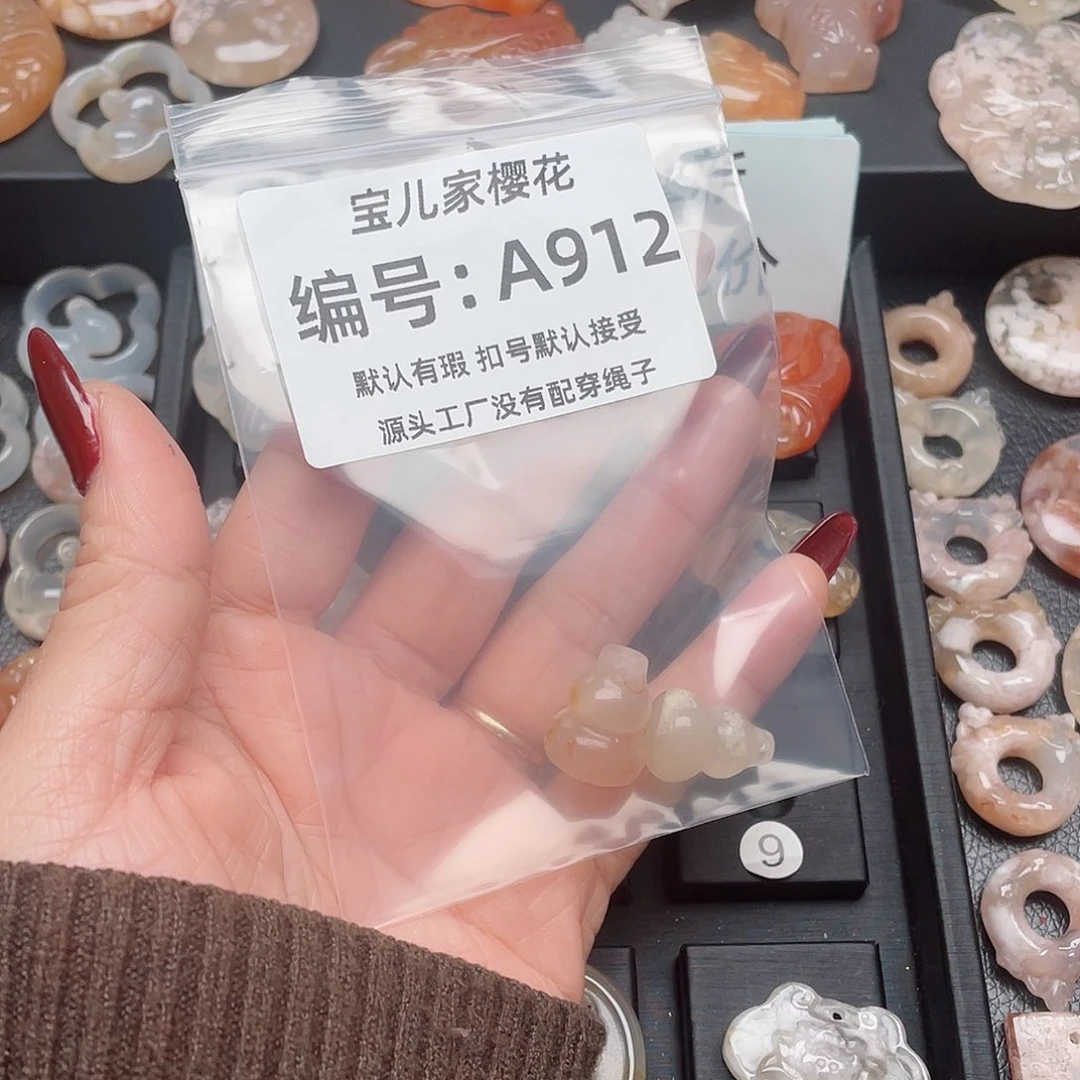 宝儿家樱花
编号：A912
默认有瑕 扣号默认接受
源头工厂没有配穿绳子
价
9